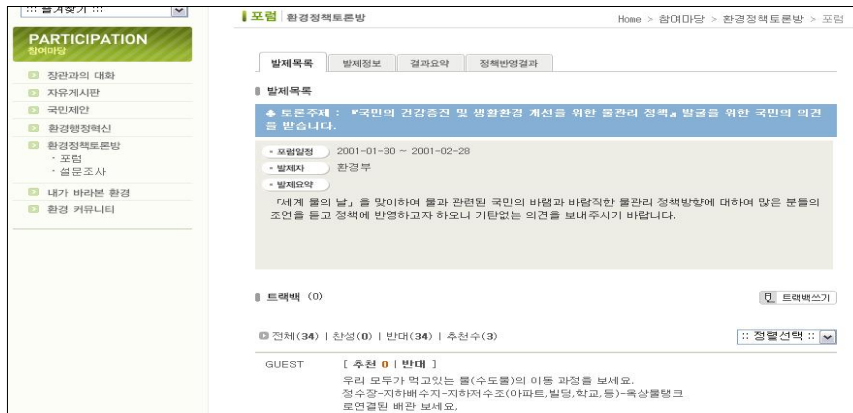 ::: 즐겨찾기 :::
PARTICIPATION
참여마당
장관과의 대화
자유게시판
국민제안
환경행정혁신
환경정책토론방
· 포럼
· 설문조사
내가 바라본 환경
환경 커뮤니티
포럼 | 환경정책토론방
Home > 참여마당 > 환경정책토론방 > 포럼
발제목록 발제정보 결과요약 정책반영결과
발제목록
토론주제 : 『국민의 건강증진 및 생활환경 개선을 위한 물관리 정책』 발굴을 위한 국민의 의견
을 받습니다.
포럼일정 2001-01-30 ~ 2001-02-28
발제자 환경부
발제요약
「세계 물의 날」을 맞이하여 물과 관련된 국민의 바램과 바람직한 물관리 정책방향에 대하여 많은 분들의
조언을 듣고 정책에 반영하고자 하오니 기탄없는 의견을 보내주시기 바랍니다.
트랙백 (0)
트랙백쓰기
전체(34) | 찬성(0) | 반대(34) | 추천수(3)
:: 정렬선택 ::
GUEST [ 추천 0 | 반대 ]
우리 모두가 먹고있는 물(수도물)의 이동 과정을 보세요.
정수장-지하배수지-지하저수조(아파트,빌딩,학교,등)-옥상물탱크
로연결된 배관 보세요,